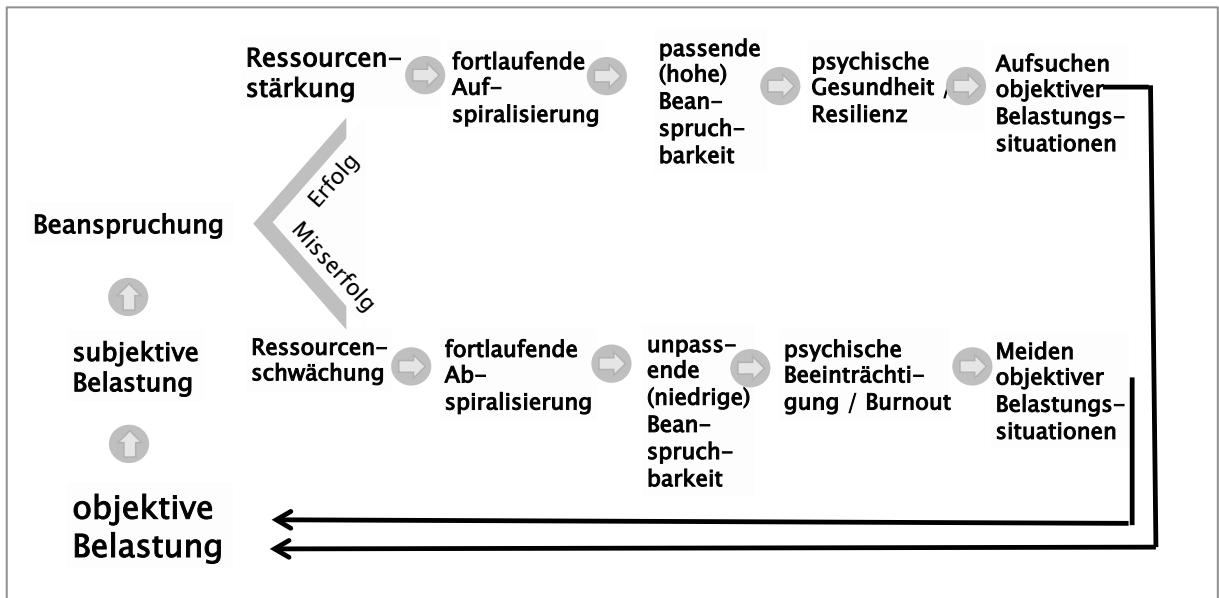 Ressourcen-
stärkung
fortlaufende
Auf-
spiralisierung
passende
(hohe)
Bean-
spruch-
barkeit
psychische
Gesundheit /
Resilienz
Aufsuchen
objektiver
Belastungs-
situationen
Erfolg
Beanspruchung
Misserfolg
subjektive
Belastung
Ressourcen-
schwächung
fortlaufende
Ab-
spiralisierung
unpass-
ende
(niedrige)
Bean-
spruch-
barkeit
psychische
Beeinträchti-
gung / Burnout
Meiden
objektiver
Belastungs-
situationen
objektive
Belastung